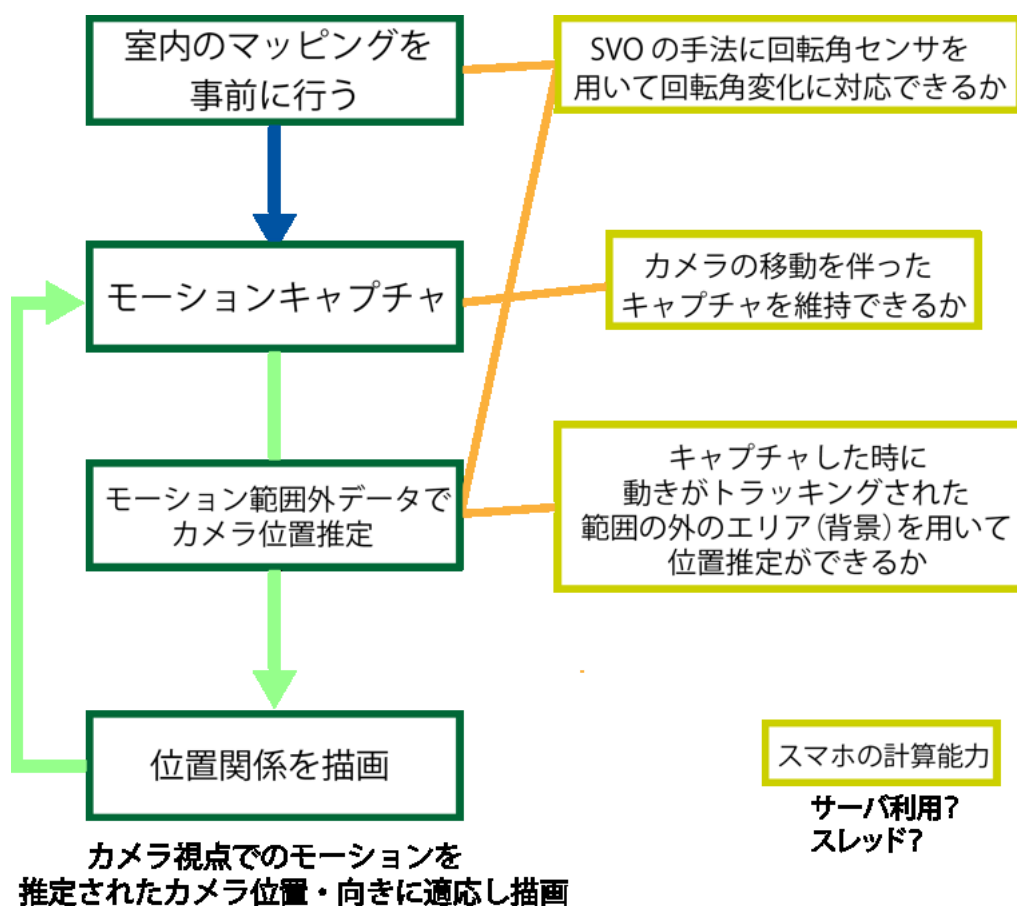 室内のマッピングを
事前に行う
SVO の手法に回転角センサを
用いて回転角変化に対応できるか
モーションキャプチャ
カメラの移動を伴った
キャプチャを維持できるか
モーション範囲外データで
カメラ位置推定
キャプチャした時に
動きがトラッキングされた
範囲の外のエリア(背景)を用いて
位置推定ができるか
位置関係を描画
スマホの計算能力
サーバ利用?
スレッド?
カメラ視点でのモーションを
推定されたカメラ位置・向きに適応し描画